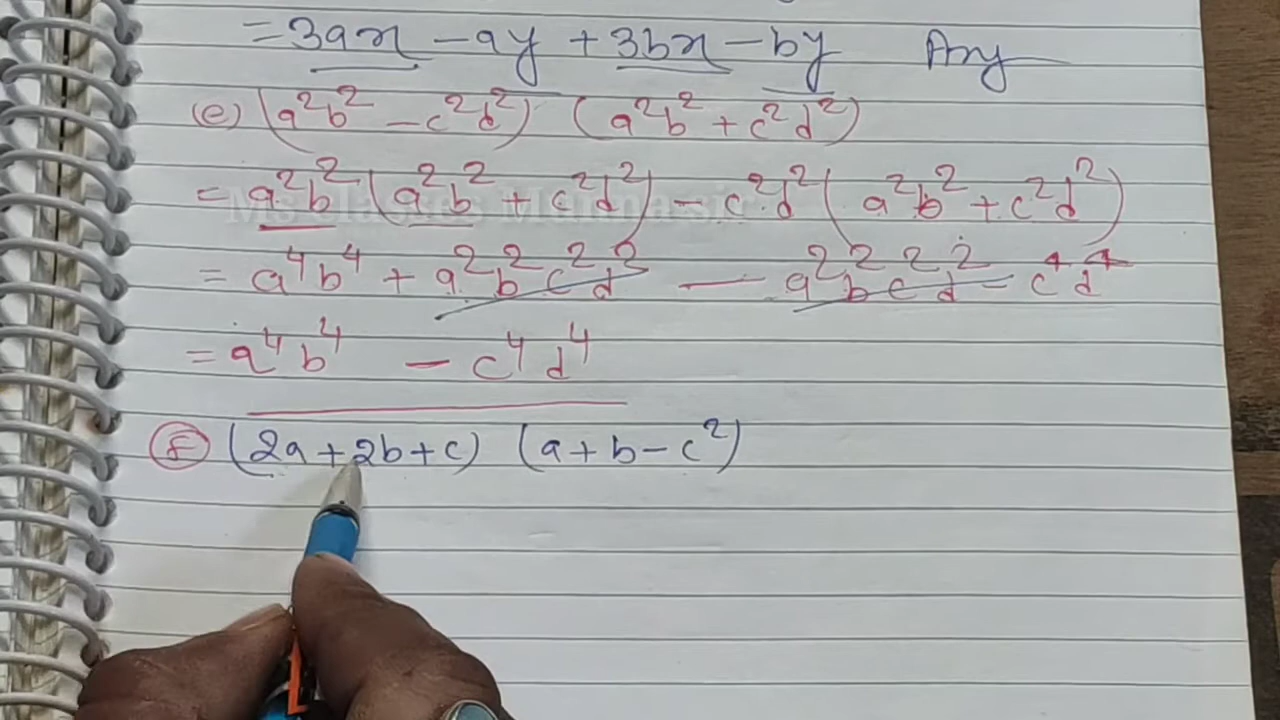 = 3ax - ay + 3bx - by Ans
(e) (a²b² - c²d²) (a²b² + c²d²)
= a²b² (a²b² + c²d²) - c²d² (a²b² + c²d²)
= a⁴b⁴ + a²b²c²d² - a²b²c²d² - c⁴d⁴
= a⁴b⁴ - c⁴d⁴
(f) (2a+2b+c) (a+b-c²)